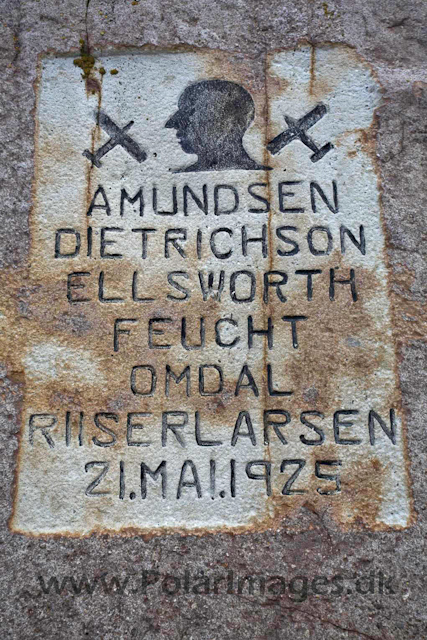 AMUNDSEN
DIETRICHSON
ELLSWORTH
FEUCHT
OMDAL
RIISERLARSEN
21.MAI.1925
www.PolarImages.dk